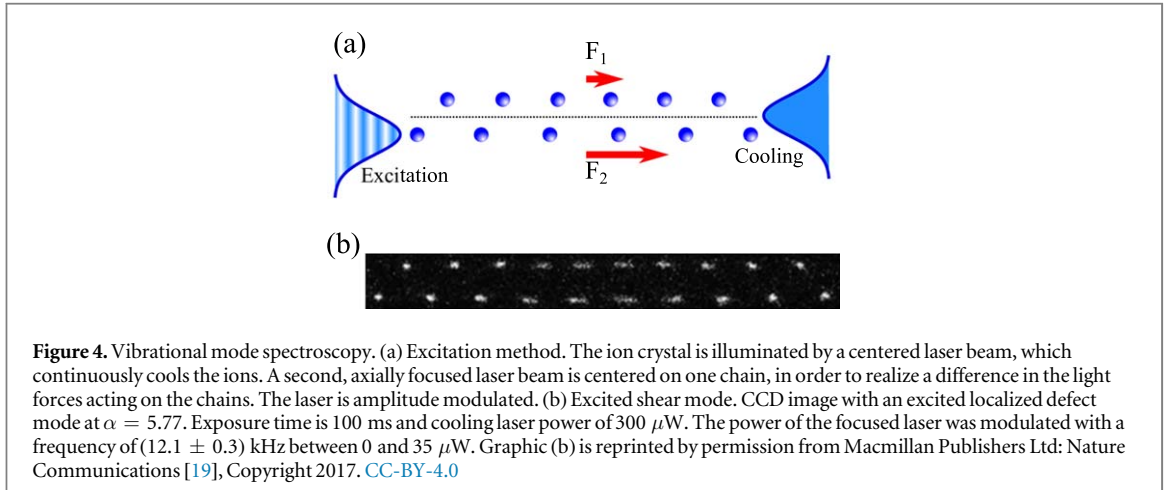 (a)
F₁
Excitation
F₂
Cooling
(b)
Figure 4. Vibrational mode spectroscopy. (a) Excitation method. The ion crystal is illuminated by a centered laser beam, which
continuously cools the ions. A second, axially focused laser beam is centered on one chain, in order to realize a difference in the light
forces acting on the chains. The laser is amplitude modulated. (b) Excited shear mode. CCD image with an excited localized defect
mode at α = 5.77. Exposure time is 100 ms and cooling laser power of 300 μW. The power of the focused laser was modulated with a
frequency of (12.1 ± 0.3) kHz between 0 and 35 μW. Graphic (b) is reprinted by permission from Macmillan Publishers Ltd: Nature
Communications [19], Copyright 2017. CC-BY-4.0